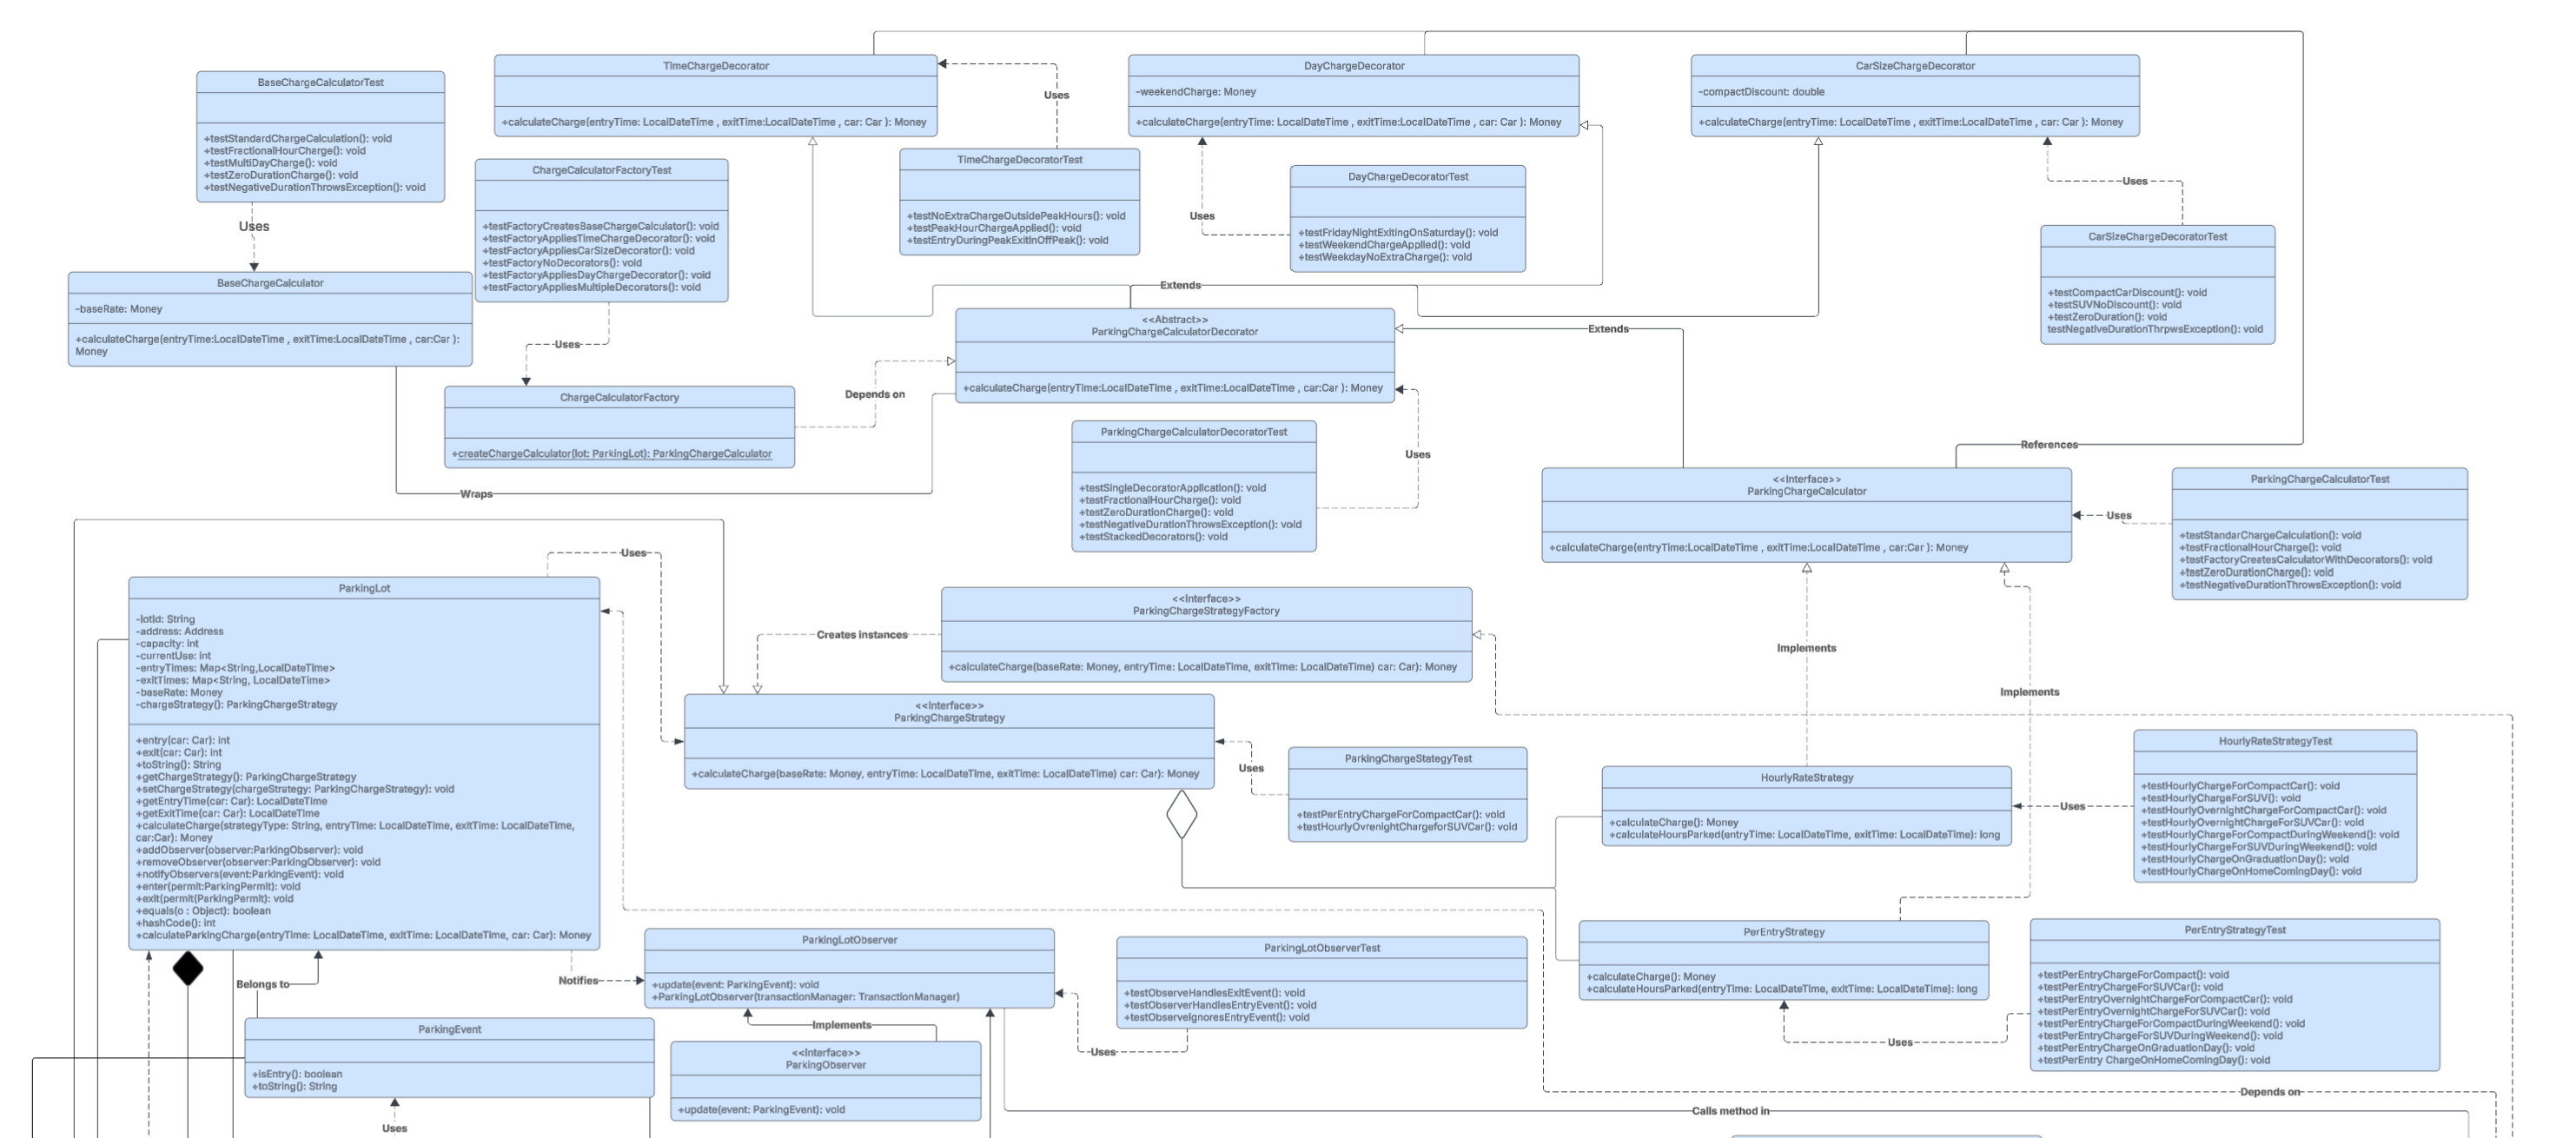 TimeChargeDecorator
+calculateCharge(entryTime: LocalDateTime , exitTime:LocalDateTime , car: Car ): Money
DayChargeDecorator
-weekendCharge: Money
+calculateCharge(entryTime: LocalDateTime , exitTime:LocalDateTime , car: Car ): Money
CarSizeChargeDecorator
-compactDiscount: double
+calculateCharge(entryTime: LocalDateTime , exitTime:LocalDateTime , car: Car ): Money
BaseChargeCalculatorTest
+testStandardChargeCalculation(): void
+testFractionalHourCharge(): void
+testMultiDayCharge(): void
+testZeroDurationCharge(): void
+testNegativeDurationThrowsException(): void
Uses
Uses
TimeChargeDecoratorTest
+testNoExtraChargeOutsidePeakHours(): void
+testPeakHourChargeApplied(): void
+testEntryDuringPeakExitInOffPeak(): void
ChargeCalculatorFactoryTest
+testFactoryCreatesBaseChargeCalculator(): void
+testFactoryAppliesTimeChargeDecorator(): void
+testFactoryAppliesCarSizeDecorator(): void
+testFactoryNoDecorators(): void
+testFactoryAppliesDayChargeDecorator(): void
+testFactoryAppliesMultipleDecorators(): void
Uses
DayChargeDecoratorTest
+testFridayNightExitingOnSaturday(): void
+testWeekendChargeApplied(): void
+testWeekdayNoExtraCharge(): void
Uses
CarSizeChargeDecoratorTest
+testCompactCarDiscount(): void
+testSUVNoDiscount(): void
+testZeroDuration(): void
testNegativeDurationThrpwsException(): void
Uses
BaseChargeCalculator
-baseRate: Money
+calculateCharge(entryTime:LocalDateTime , exitTime:LocalDateTime , car:Car ):
Money
Extends
<<Abstract>>
ParkingChargeCalculatorDecorator
+calculateCharge(entryTime:LocalDateTime , exitTime:LocalDateTime , car:Car ): Money
Extends
Uses
Depends on
ChargeCalculatorFactory
+createChargeCalculator(lot: ParkingLot): ParkingChargeCalculator
Wraps
ParkingChargeCalculatorDecoratorTest
+testSingleDecoratorApplication(): void
+testFractionalHourCharge(): void
+testZeroDurationCharge(): void
+testNegativeDurationThrowsException(): void
+testStackedDecorators(): void
Uses
References
<<Interface>>
ParkingChargeCalculator
+calculateCharge(entryTime:LocalDateTime , exitTime:LocalDateTime , car:Car ): Money
Uses
ParkingChargeCalculatorTest
+testStandarChargeCalculation(): void
+testFractionalHourCharge(): void
+testFactoryCreatesCalculatorWithDecorators(): void
+testZeroDurationCharge(): void
+testNegativeDurationThrowsException(): void
Uses
ParkingLot
-lotId: String
-address: Address
-capacity: int
-currentUse: int
-entryTimes: Map<String,LocalDateTime>
-exitTimes: Map<String, LocalDateTime>
-baseRate: Money
-chargeStrategy(): ParkingChargeStrategy
+entry(car: Car): int
+exit(car: Car): int
+toString(): String
+getChargeStrategy(): ParkingChargeStrategy
+setChargeStrategy(chargeStrategy: ParkingChargeStrategy): void
+getEntryTime(car: Car): LocalDateTime
+getExitTime(car: Car): LocalDateTime
+calculateCharge(strategyType: String, entryTime: LocalDateTime, exitTime: LocalDateTime,
car:Car): Money
+addObserver(observer:ParkingObserver): void
+removeObserver(observer:ParkingObserver): void
+notifyObservers(event:ParkingEvent): void
+enter(permit:ParkingPermit): void
+exit(permit(ParkingPermit): void
+equals(o : Object): boolean
+hashCode(): int
+calculateParkingCharge(entryTime: LocalDateTime, exitTime: LocalDateTime, car: Car): Money
<<Interface>>
ParkingChargeStrategyFactory
+calculateCharge(baseRate: Money, entryTime: LocalDateTime, exitTime: LocalDateTime) car: Car): Money
Creates instances
<<Interface>>
ParkingChargeStrategy
+calculateCharge(baseRate: Money, entryTime: LocalDateTime, exitTime: LocalDateTime) car: Car): Money
Uses
ParkingChargeStategyTest
+testPerEntryChargeForCompactCar(): void
+testHourlyOvrenightChargeforSUVCar(): void
Implements
Implements
HourlyRateStrategy
+calculateCharge(): Money
+calculateHoursParked(entryTime: LocalDateTime, exitTime: LocalDateTime): long
Uses
HourlyRateStrategyTest
+testHourlyChargeForCompactCar(): void
+testHourlyChargeForSUV(): void
+testHourlyOvernightChargeForCompactCar(): void
+testHourlyOvernightChargeForSUVCar(): void
+testHourlyChargeForCompactDuringWeekend(): void
+testHourlyChargeForSUVDuringWeekend(): void
+testHourlyChargeOnGraduationDay(): void
+testHourlyChargeOnHomeComingDay(): void
PerEntryStrategy
+calculateCharge(): Money
+calculateHoursParked(entryTime: LocalDateTime, exitTime: LocalDateTime): long
Uses
PerEntryStrategyTest
+testPerEntryChargeForCompact(): void
+testPerEntryChargeForSUVCar(): void
+testPerEntryOvernightChargeForCompactCar(): void
+testPerEntryOvernightChargeForSUVCar(): void
+testPerEntryChargeForCompactDuringWeekend(): void
+testPerEntryChargeForSUVDuringWeekend(): void
+testPerEntryChargeOnGraduationDay(): void
+testPerEntry ChargeOnHomeComingDay(): void
Belongs to
Notifies
ParkingLotObserver
+update(event: ParkingEvent): void
+ParkingLotObserver(transactionManager: TransactionManager)
ParkingLotObserverTest
+testObserveHandlesExitEvent(): void
+testObserverHandlesEntryEvent(): void
+testObserveIgnoresEntryEvent(): void
Uses
Implements
ParkingEvent
+isEntry(): boolean
+toString(): String
Uses
<<Interface>>
ParkingObserver
+update(event: ParkingEvent): void
Depends on
Calls method in